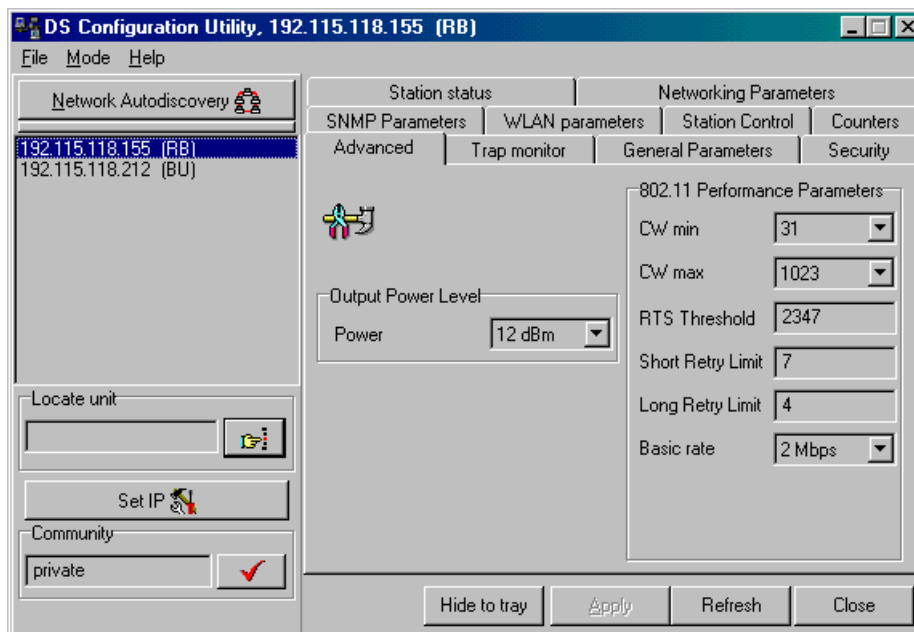 DS Configuration Utility, 192.115.118.155 (RB)
File Mode Help
Network Autodiscovery
192.115.118.155 (RB)
192.115.118.212 (BU)
Locate unit
Set IP
Community
private
Station status Networking Parameters
SNMP Parameters WLAN parameters Station Control Counters
Advanced Trap monitor General Parameters Security
Output Power Level
Power 12 dBm
802.11 Performance Parameters
CW min 31
CW max 1023
RTS Threshold 2347
Short Retry Limit 7
Long Retry Limit 4
Basic rate 2 Mbps
Hide to tray Apply Refresh Close